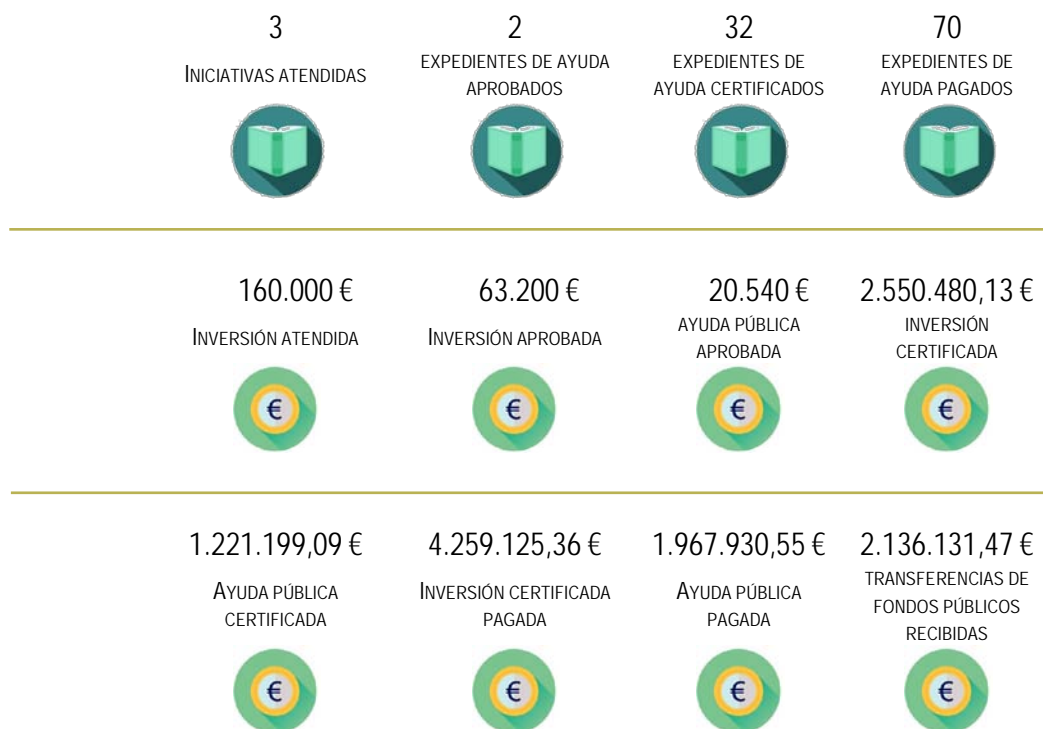 3
INICIATIVAS ATENDIDAS
2
EXPEDIENTES DE AYUDA
APROBADOS
32
EXPEDIENTES DE
AYUDA CERTIFICADOS
70
EXPEDIENTES DE
AYUDA PAGADOS
160.000 €
INVERSIÓN ATENDIDA
€
63.200 €
INVERSIÓN APROBADA
€
20.540 €
AYUDA PÚBLICA
APROBADA
€
2.550.480,13 €
INVERSIÓN
CERTIFICADA
€
1.221.199,09 €
AYUDA PÚBLICA
CERTIFICADA
€
4.259.125,36 €
INVERSIÓN CERTIFICADA
PAGADA
€
1.967.930,55 €
AYUDA PÚBLICA
PAGADA
€
2.136.131,47 €
TRANSFERENCIAS DE
FONDOS PÚBLICOS
RECIBIDAS
€